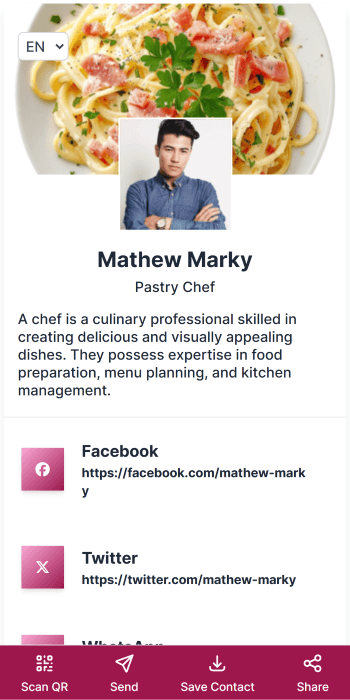 EN
Mathew Marky
Pastry Chef
A chef is a culinary professional skilled in
creating delicious and visually appealing
dishes. They possess expertise in food
preparation, menu planning, and kitchen
management.
Facebook
https://facebook.com/mathew-mark
y
Twitter
https://twitter.com/mathew-marky
WhatsApp
Scan QR
Send
Save Contact
Share